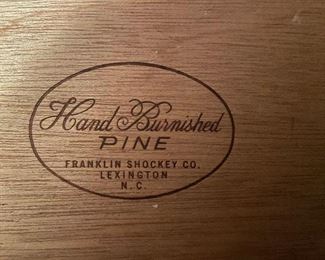 Hand Burnished
PINE
FRANKLIN SHOCKEY CO.
LEXINGTON
N. C.